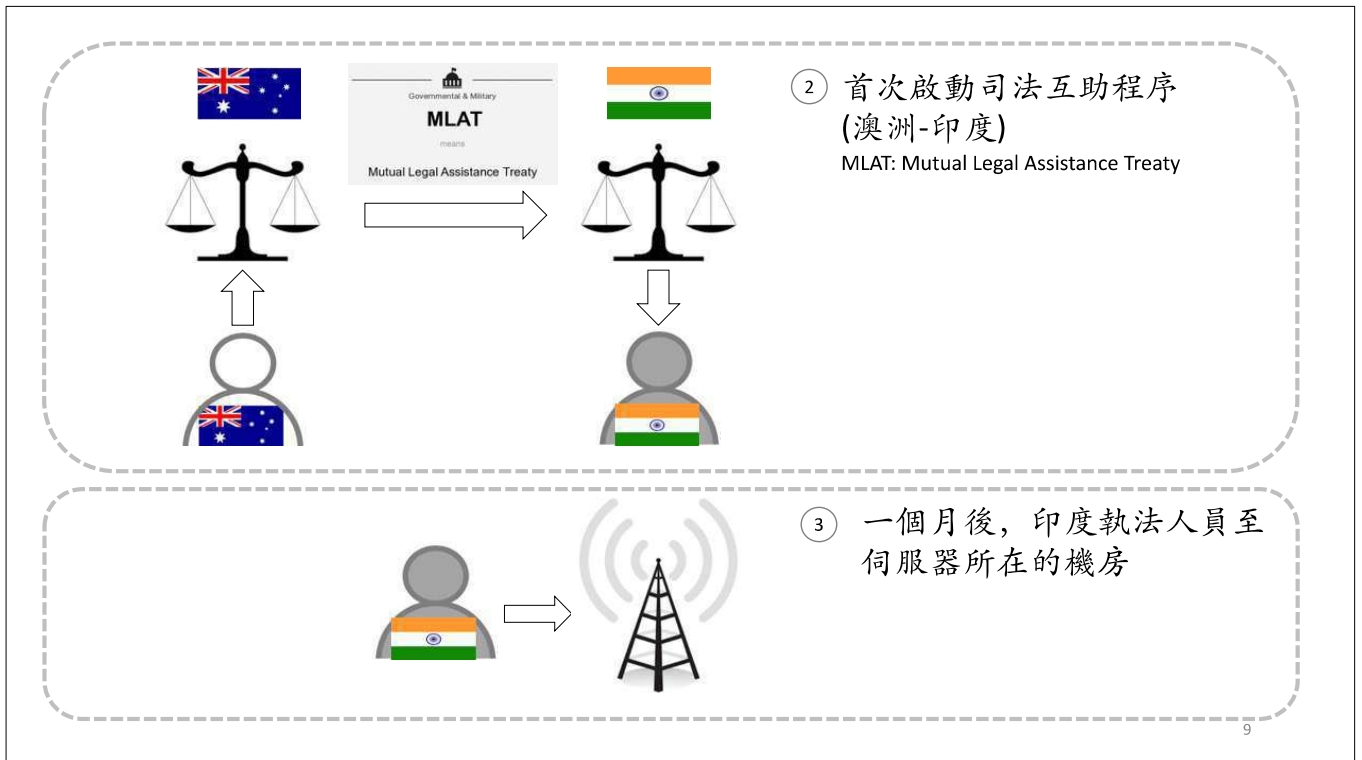 Governmental & Military
MLAT
means
Mutual Legal Assistance Treaty
2 首次啟動司法互助程序
(澳洲-印度)
MLAT: Mutual Legal Assistance Treaty
3 一個月後，印度執法人員至
伺服器所在的機房
9